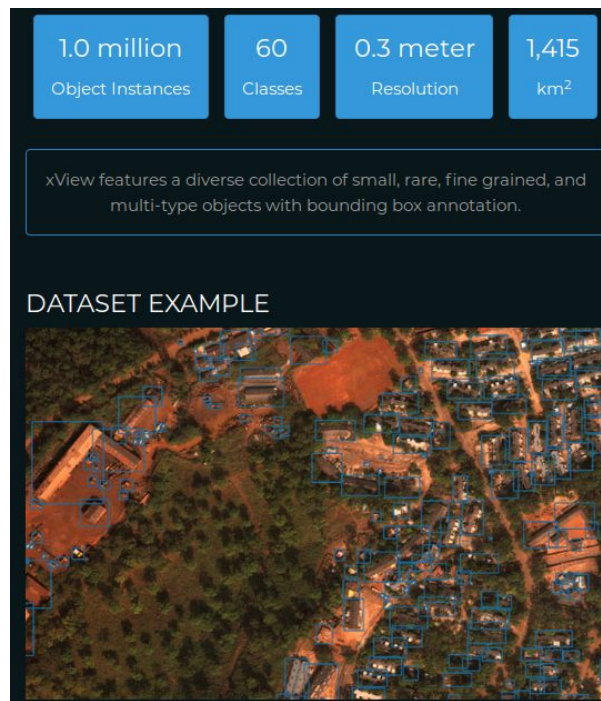 1.0 million
Object Instances
60
Classes
0.3 meter
Resolution
1,415
km²
xView features a diverse collection of small, rare, fine grained, and
multi-type objects with bounding box annotation.
DATASET EXAMPLE